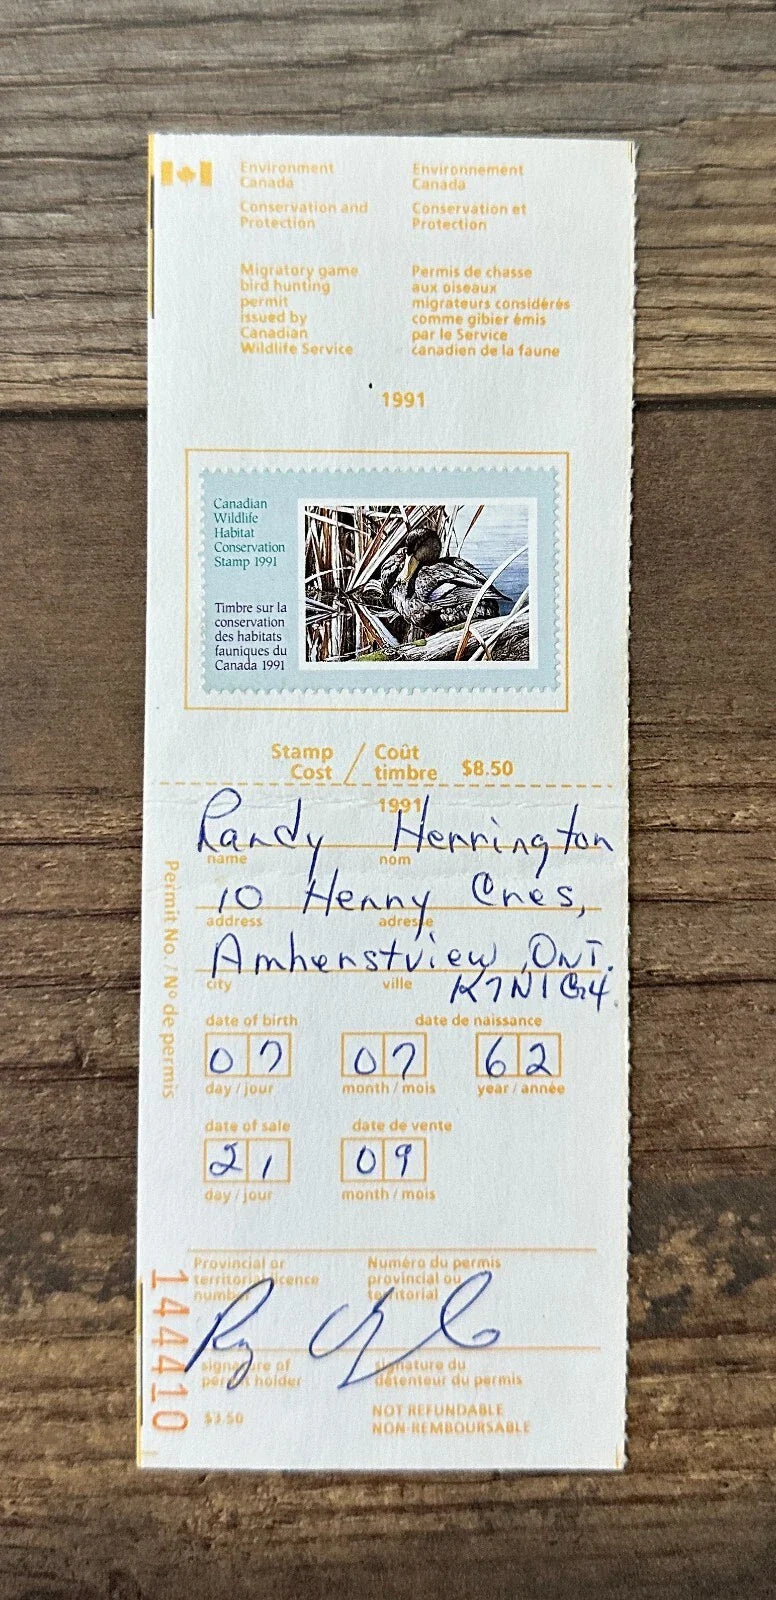 Environment Canada
Conservation and Protection
Environnement Canada
Conservation et Protection
Migratory game
bird hunting
permit
issued by
Canadian
Wildlife Service
Permis de chasse
aux oiseaux
migrateurs considérés
comme gibier émis
par le Service
canadien de la faune
1991
Canadian
Wildlife
Habitat
Conservation
Stamp 1991
Timbre sur la
conservation
des habitats
fauniques du
Canada 1991
Stamp Cost / Coût timbre $8.50
1991
Randy Herrington
name nom
10 Henry Cres,
address adresse
Amherstview, ONT.
K7N1G4
city ville
Permit No. / Nº de permis
date of birth date de naissance
07 07 62
day / jour month / mois year / année
date of sale date de vente
21 09
day / jour month / mois
Provincial or
territorial licence
number
Numéro du permis
provincial ou
territorial
signature of
permit holder
signature du
détenteur du permis
$3.50
NOT REFUNDABLE
NON-REMBOURSABLE
144410